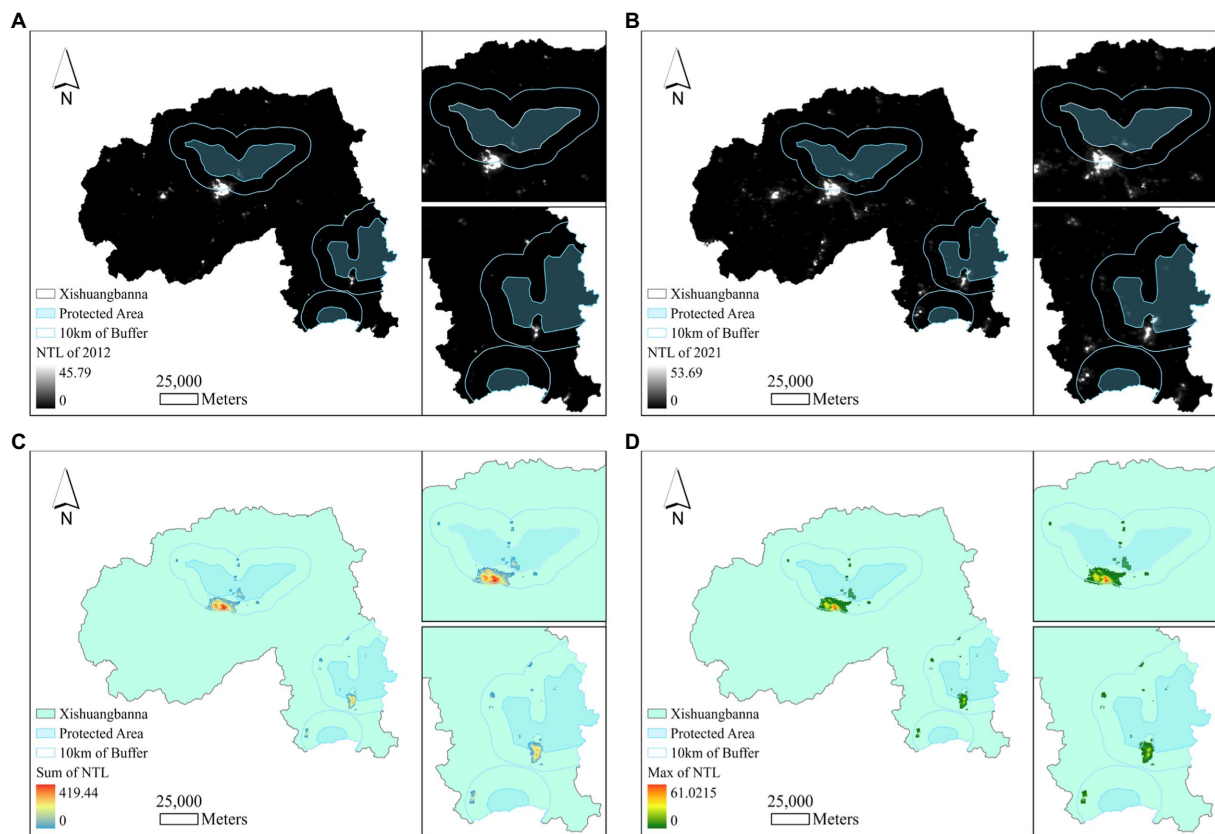 A
N
Xishuangbanna
Protected Area
10km of Buffer
NTL of 2012
45.79
0
25,000
Meters
B
N
Xishuangbanna
Protected Area
10km of Buffer
NTL of 2021
53.69
0
25,000
Meters
C
N
Xishuangbanna
Protected Area
10km of Buffer
Sum of NTL
419.44
0
25,000
Meters
D
N
Xishuangbanna
Protected Area
10km of Buffer
Max of NTL
61.0215
0
25,000
Meters